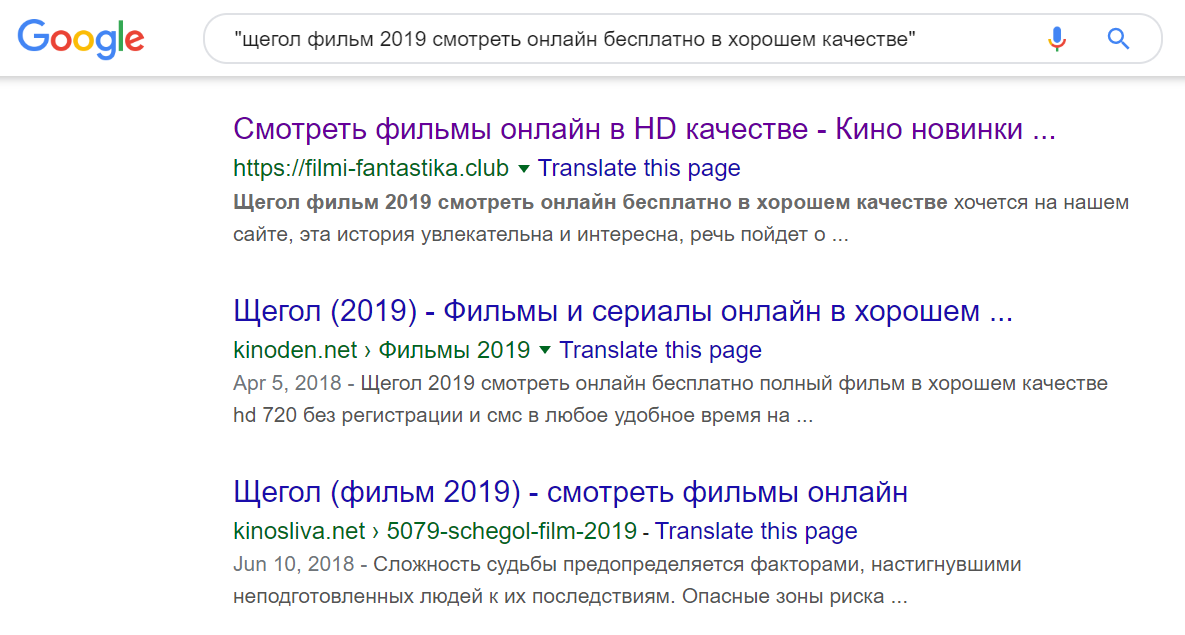 Google
"щегол фильм 2019 смотреть онлайн бесплатно в хорошем качестве"
Смотреть фильмы онлайн в HD качестве - Кино новинки ...
https://filmi-fantastika.club ▼ Translate this page
Щегол фильм 2019 смотреть онлайн бесплатно в хорошем качестве хочется на нашем
сайте, эта история увлекательна и интересна, речь пойдет о ...
Щегол (2019) - Фильмы и сериалы онлайн в хорошем ...
kinoden.net › Фильмы 2019 ▼ Translate this page
Apr 5, 2018 - Щегол 2019 смотреть онлайн бесплатно полный фильм в хорошем качестве
hd 720 без регистрации и смс в любое удобное время на ...
Щегол (фильм 2019) - смотреть фильмы онлайн
kinosliva.net › 5079-schegol-film-2019 - Translate this page
Jun 10, 2018 - Сложность судьбы предопределяется факторами, настигнувшими
неподготовленных людей к их последствиям. Опасные зоны риска ...